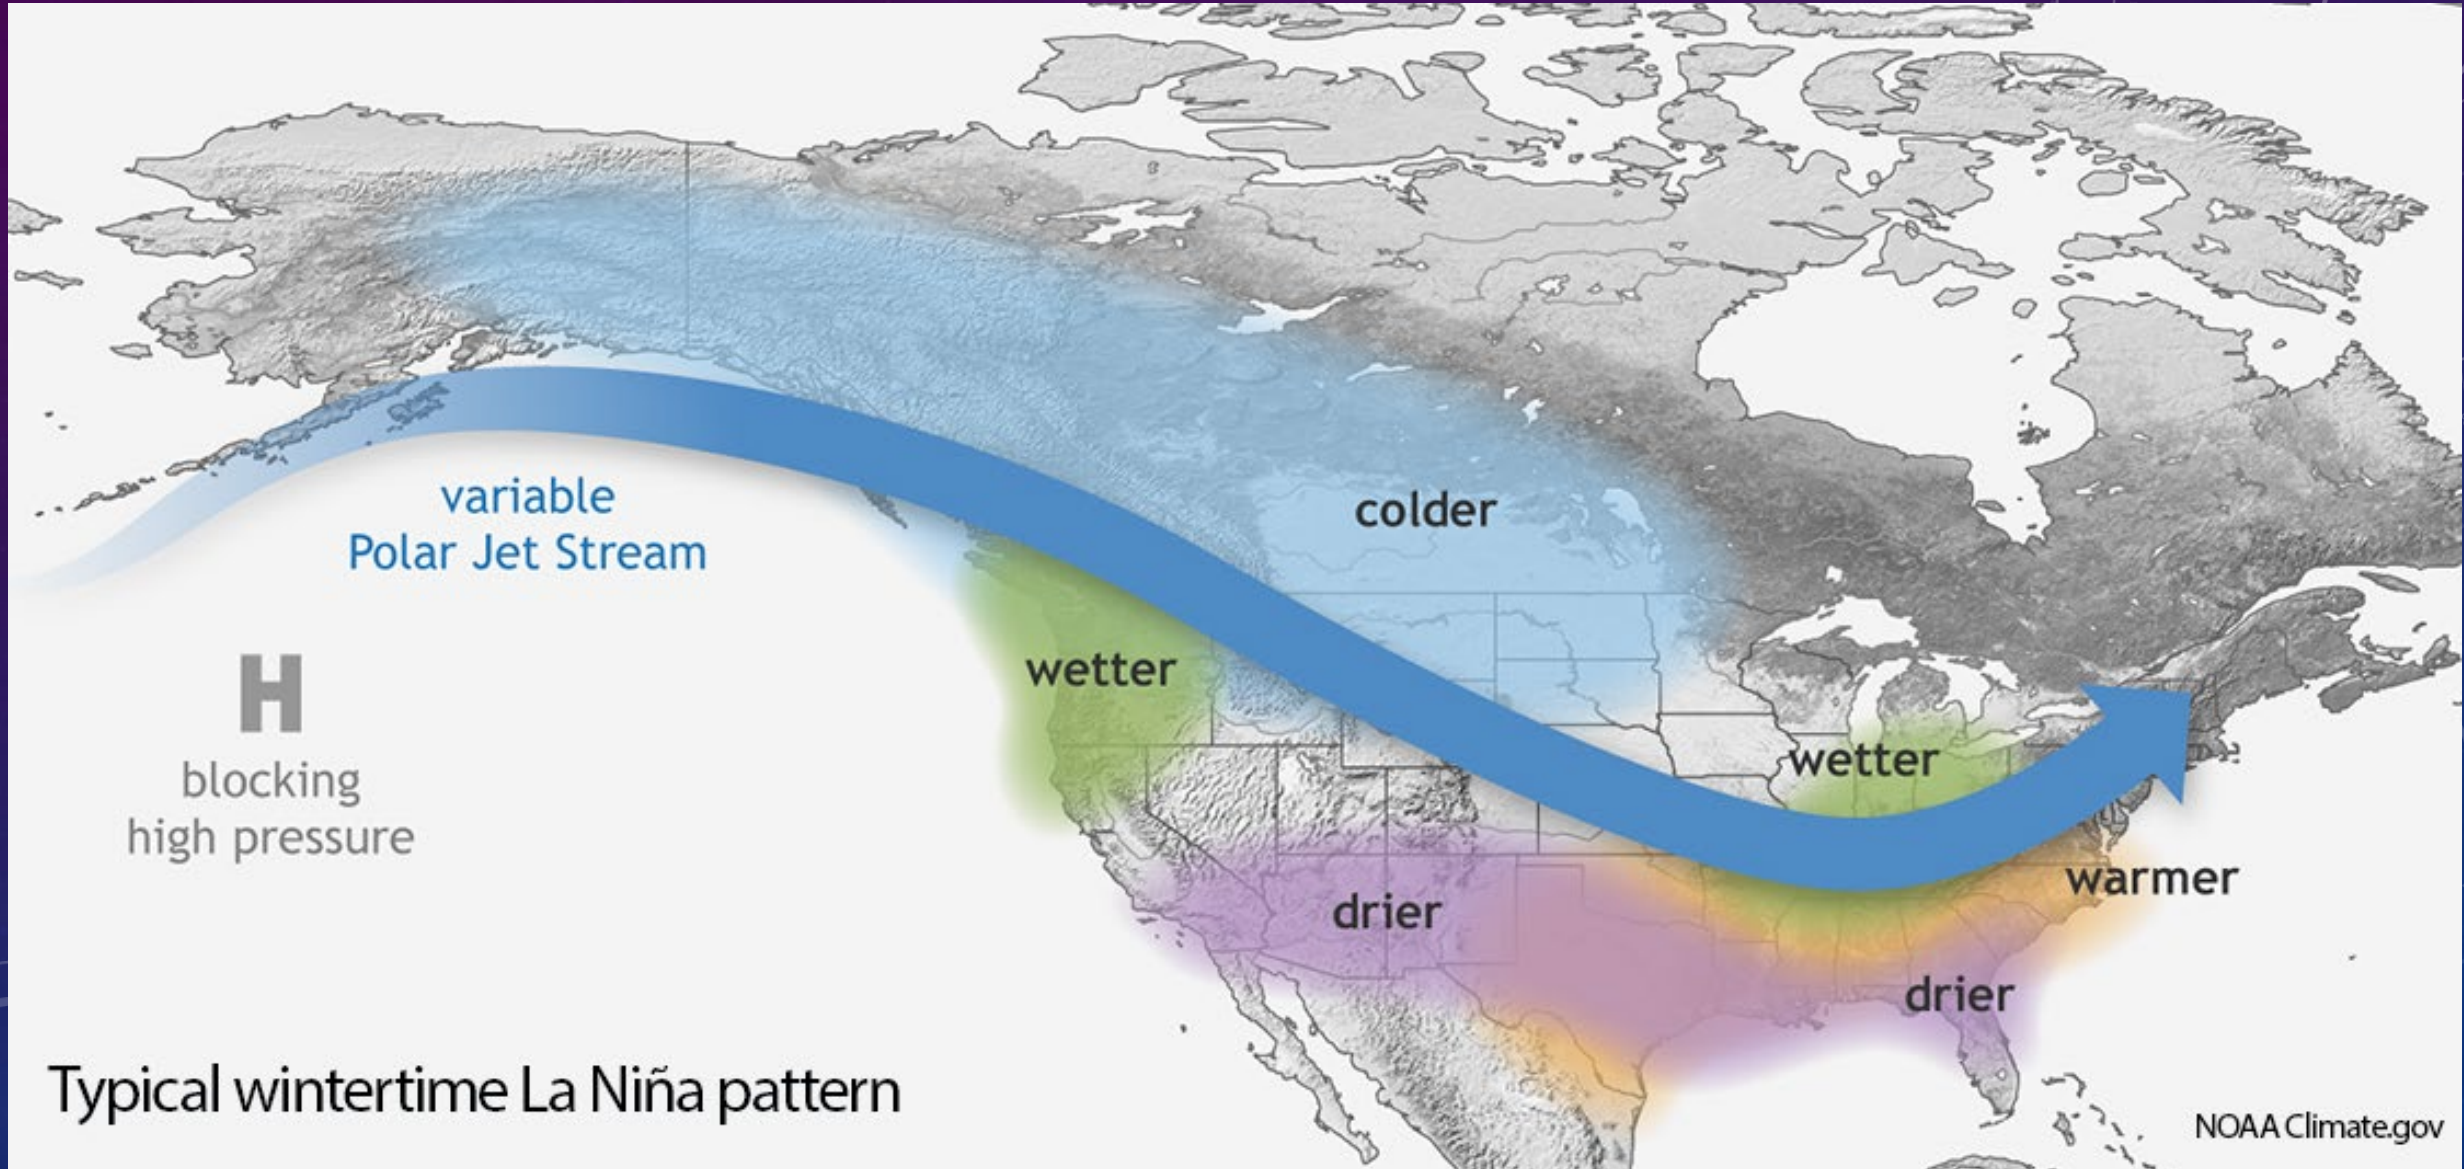 variable
Polar Jet Stream
colder
wetter
H
wetter
blocking
high pressure
warmer
drier
drier
Typical wintertime La Niña pattern
NOAA Climate.gov